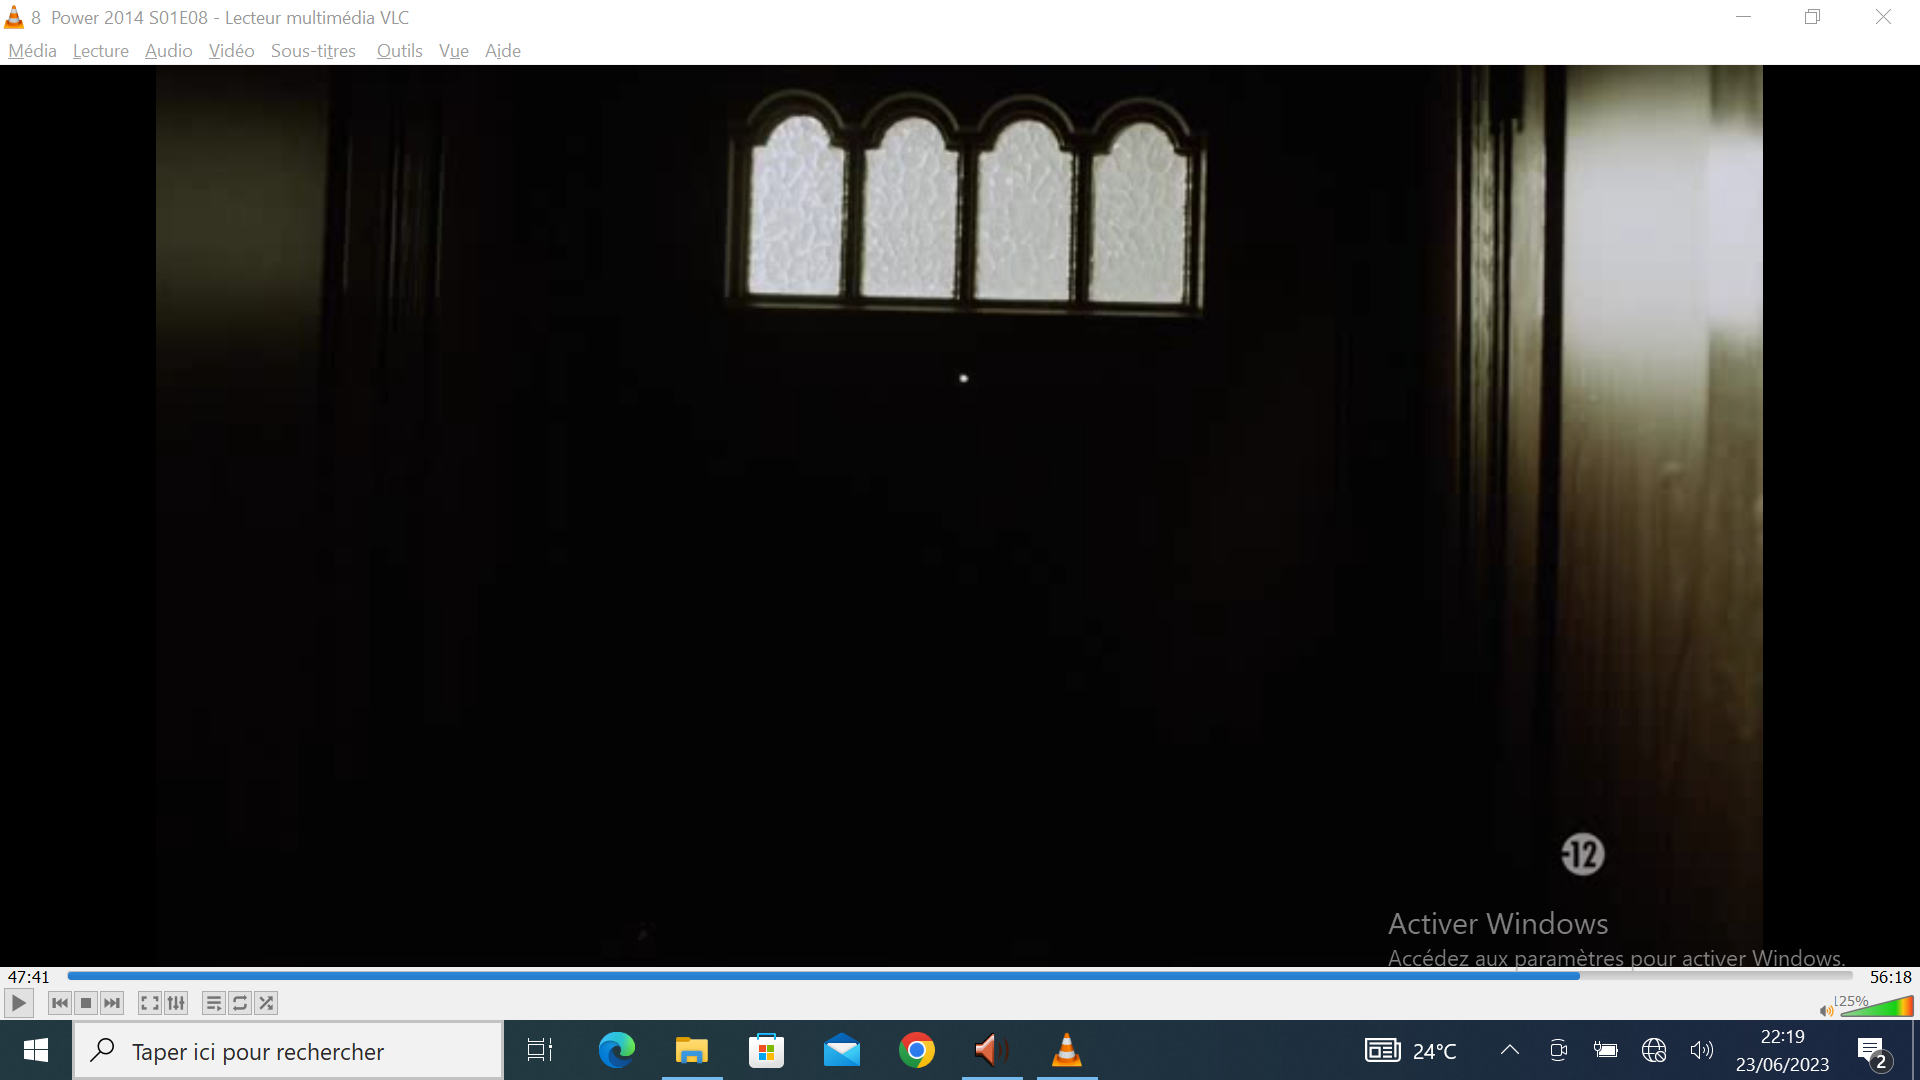 8  Power 2014 S01E08 - Lecteur multimédia VLC
Média Lecture Audio Vidéo Sous-titres Outils Vue Aide
-12
Activer Windows
Accédez aux paramètres pour activer Windows.
47:41 56:18
125%
Taper ici pour rechercher
24°C
22:19
23/06/2023
2